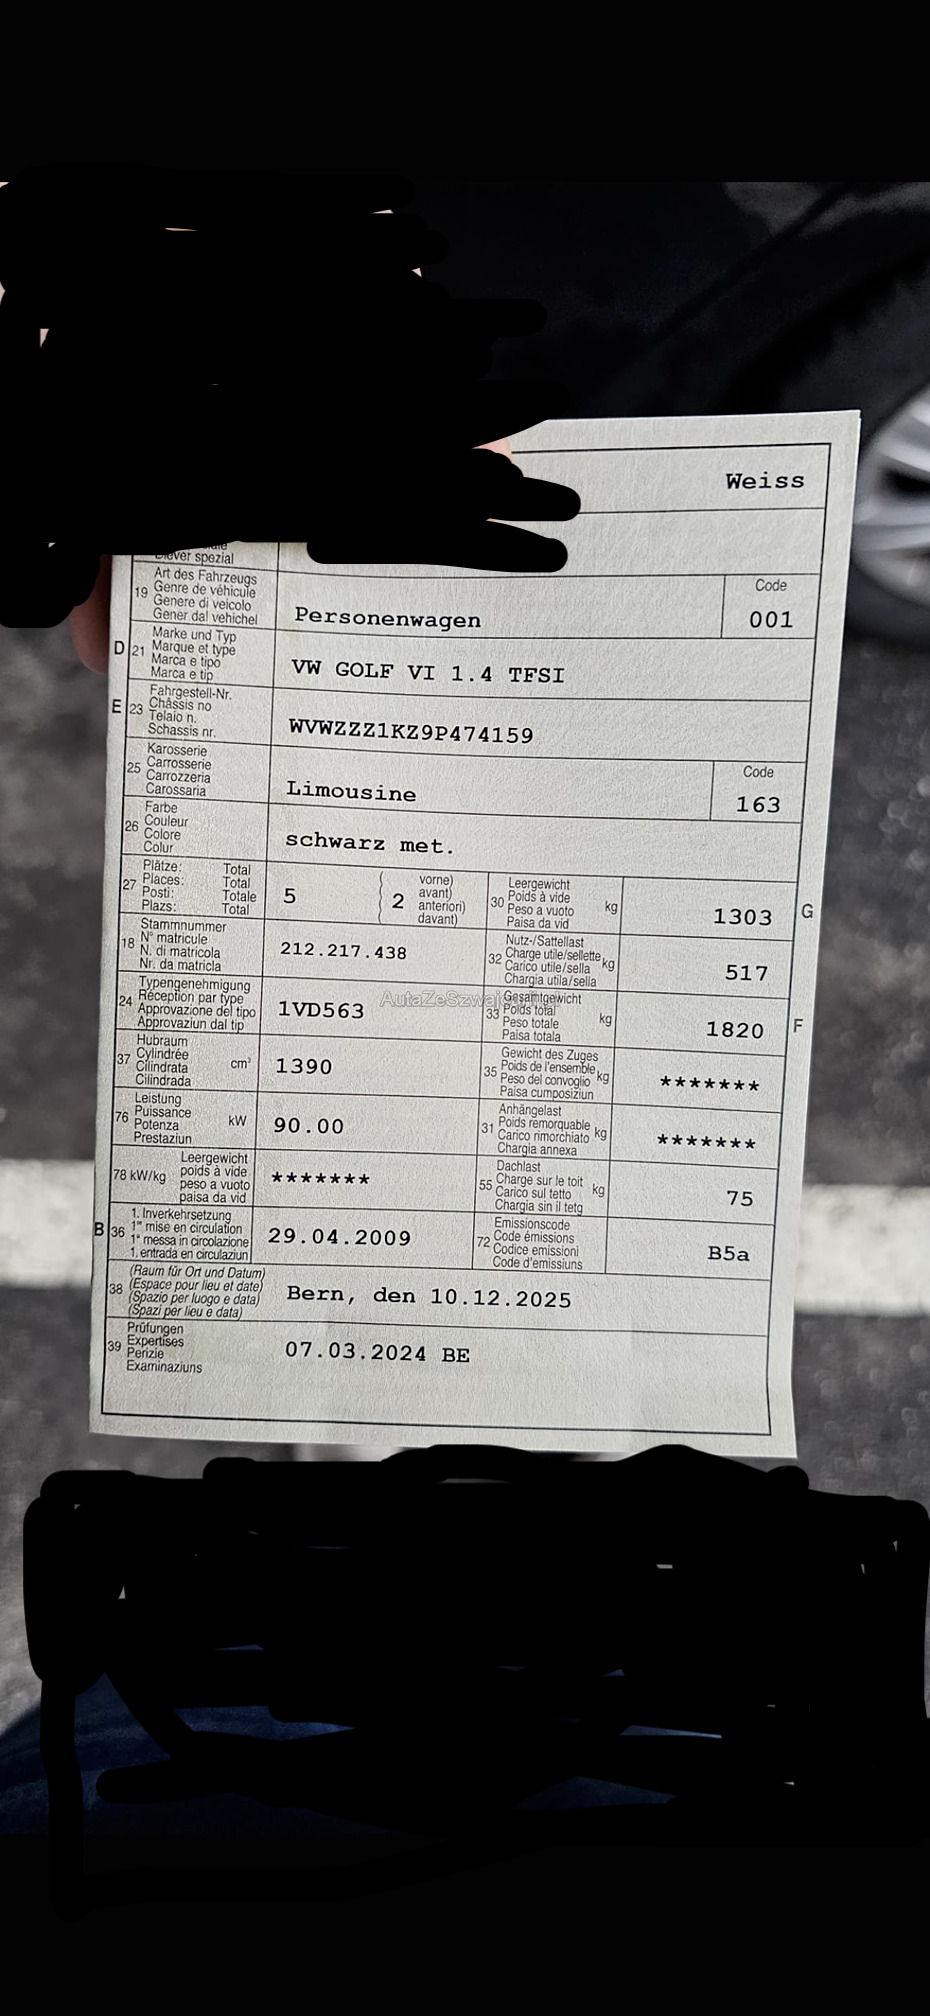 Weiss
Diever spezial
19 Art des Fahrzeugs
Genre de véhicule
Genere di veicolo
Gener dal vehichel
Personenwagen
Code
001
D 21 Marke und Typ
Marque et type
Marca e tipo
Marca e tip
VW GOLF VI 1.4 TFSI
E 23 Fahrgestell-Nr.
Châssis no
Telaio n.
Schassis nr.
WVWZZZ1KZ9P474159
25 Karosserie
Carrosserie
Carrozzeria
Carossaria
Limousine
Code
163
26 Farbe
Couleur
Colore
Colur
schwarz met.
27 Plätze: Total
Places: Total
Posti: Totale
Plazs: Total
5
( 2 vorne)
avant)
anteriori)
davant)
30 Leergewicht
Poids à vide
Peso a vuoto
Paisa da vid
kg
1303 G
18 Stammnummer
N° matricule
N. di matricola
Nr. da matricla
212.217.438
32 Nutz-/Sattellast
Charge utile/sellette
Carico utile/sella
Chargia utila/sella
kg
517
24 Typengenehmigung
Réception par type
Approvazione del tipo
Approvaziun dal tip
1VD563
33 Gesamtgewicht
Poids total
Peso totale
Paisa totala
kg
1820 F
37 Hubraum
Cylindrée
Cilindrata
Cilindrada
cm³
1390
35 Gewicht des Zuges
Poids de l'ensemble
Peso del convoglio
Paisa cumposiziun
kg
*******
76 Leistung
Puissance
Potenza
Prestaziun
kW
90.00
31 Anhängelast
Poids remorquable
Carico rimorchiato
Chargia annexa
kg
*******
78 kW/kg Leergewicht
poids à vide
peso a vuoto
paisa da vid
*******
55 Dachlast
Charge sur le toit
Carico sul tetto
Chargia sin il tetg
kg
75
B 36 1. Inverkehrsetzung
1re mise en circulation
1a messa in circolazione
1. entrada en circulaziun
29.04.2009
72 Emissionscode
Code émissions
Codice emissioni
Code d'emissiuns
B5a
38 (Raum für Ort und Datum)
(Espace pour lieu et date)
(Spazio per luogo e data)
(Spazi per lieu e data)
Bern, den 10.12.2025
39 Prüfungen
Expertises
Perizie
Examinaziuns
07.03.2024 BE